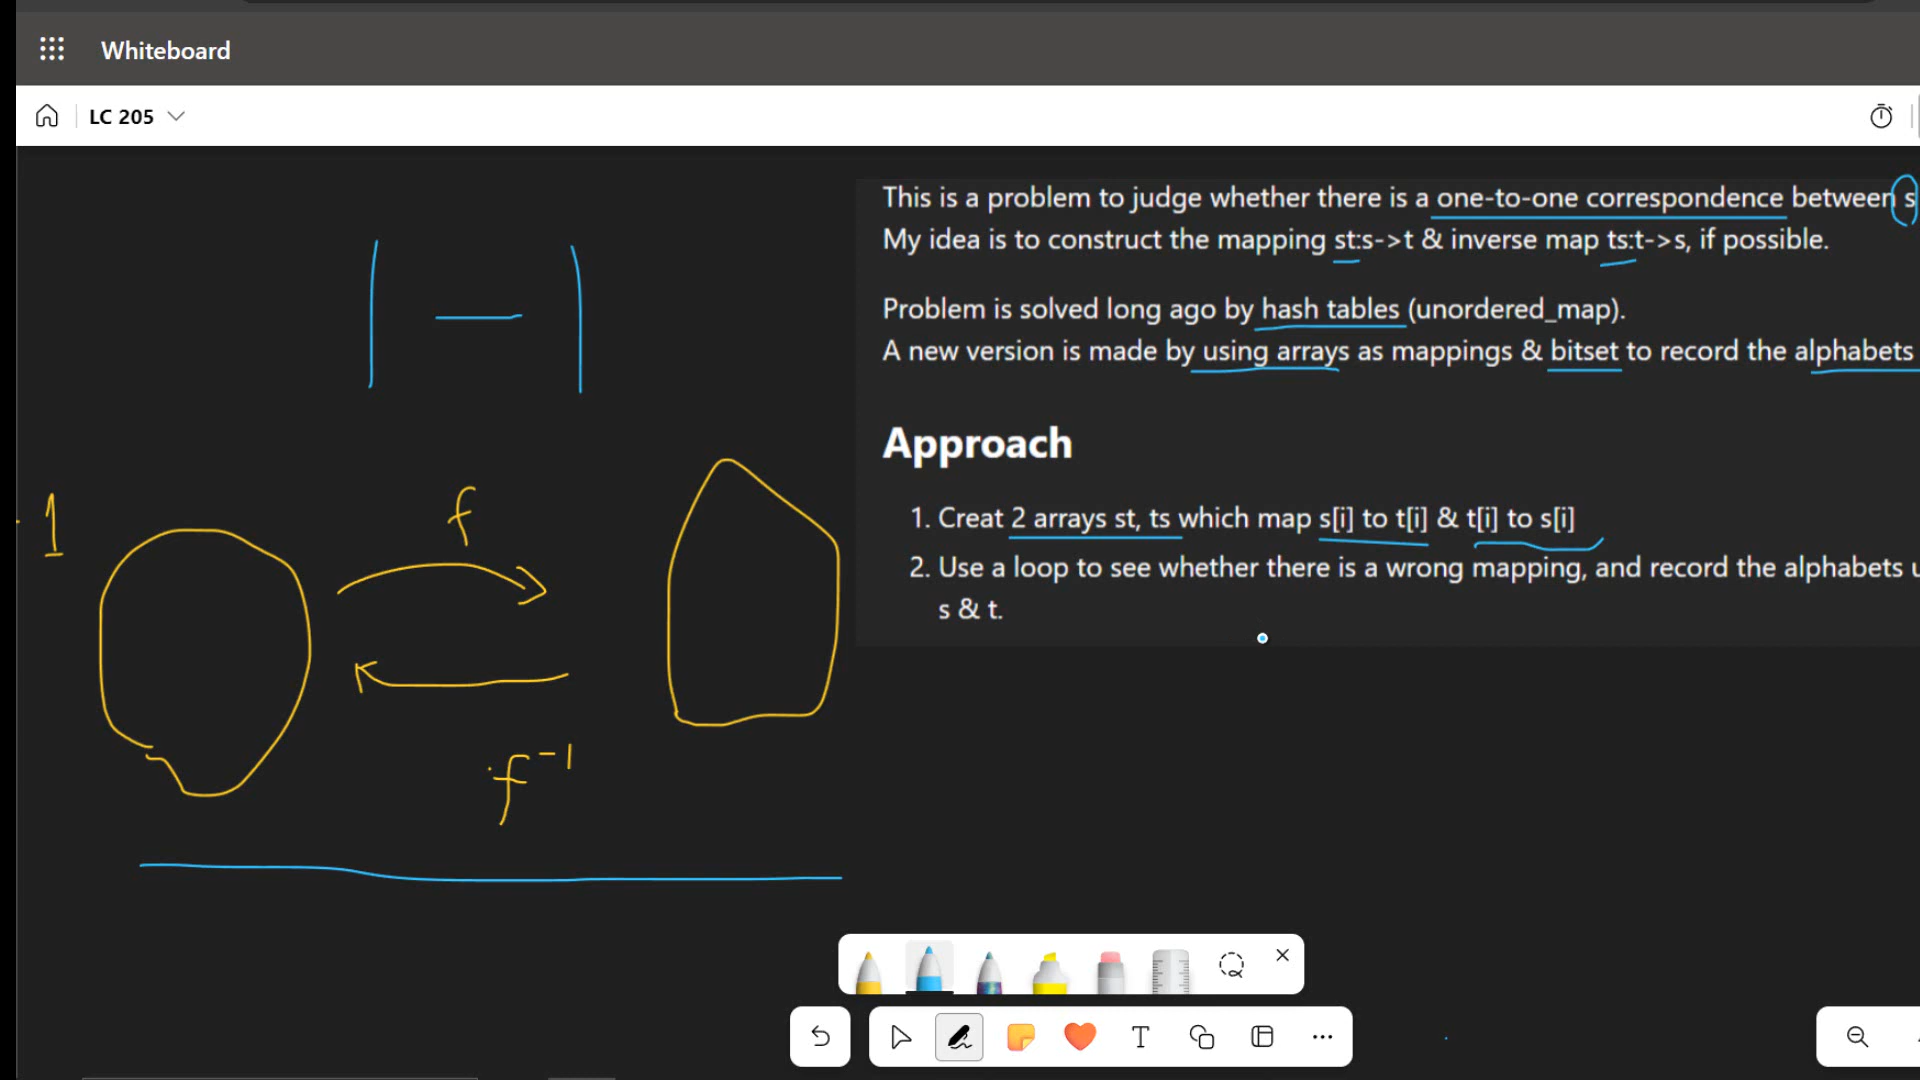 Whiteboard
LC 205
This is a problem to judge whether there is a one-to-one correspondence between s
My idea is to construct the mapping st:s->t & inverse map ts:t->s, if possible.
Problem is solved long ago by hash tables (unordered_map).
A new version is made by using arrays as mappings & bitset to record the alphabets
Approach
1. Creat 2 arrays st, ts which map s[i] to t[i] & t[i] to s[i]
2. Use a loop to see whether there is a wrong mapping, and record the alphabets u
s & t.
1 - 1
1
f
f⁻¹
T